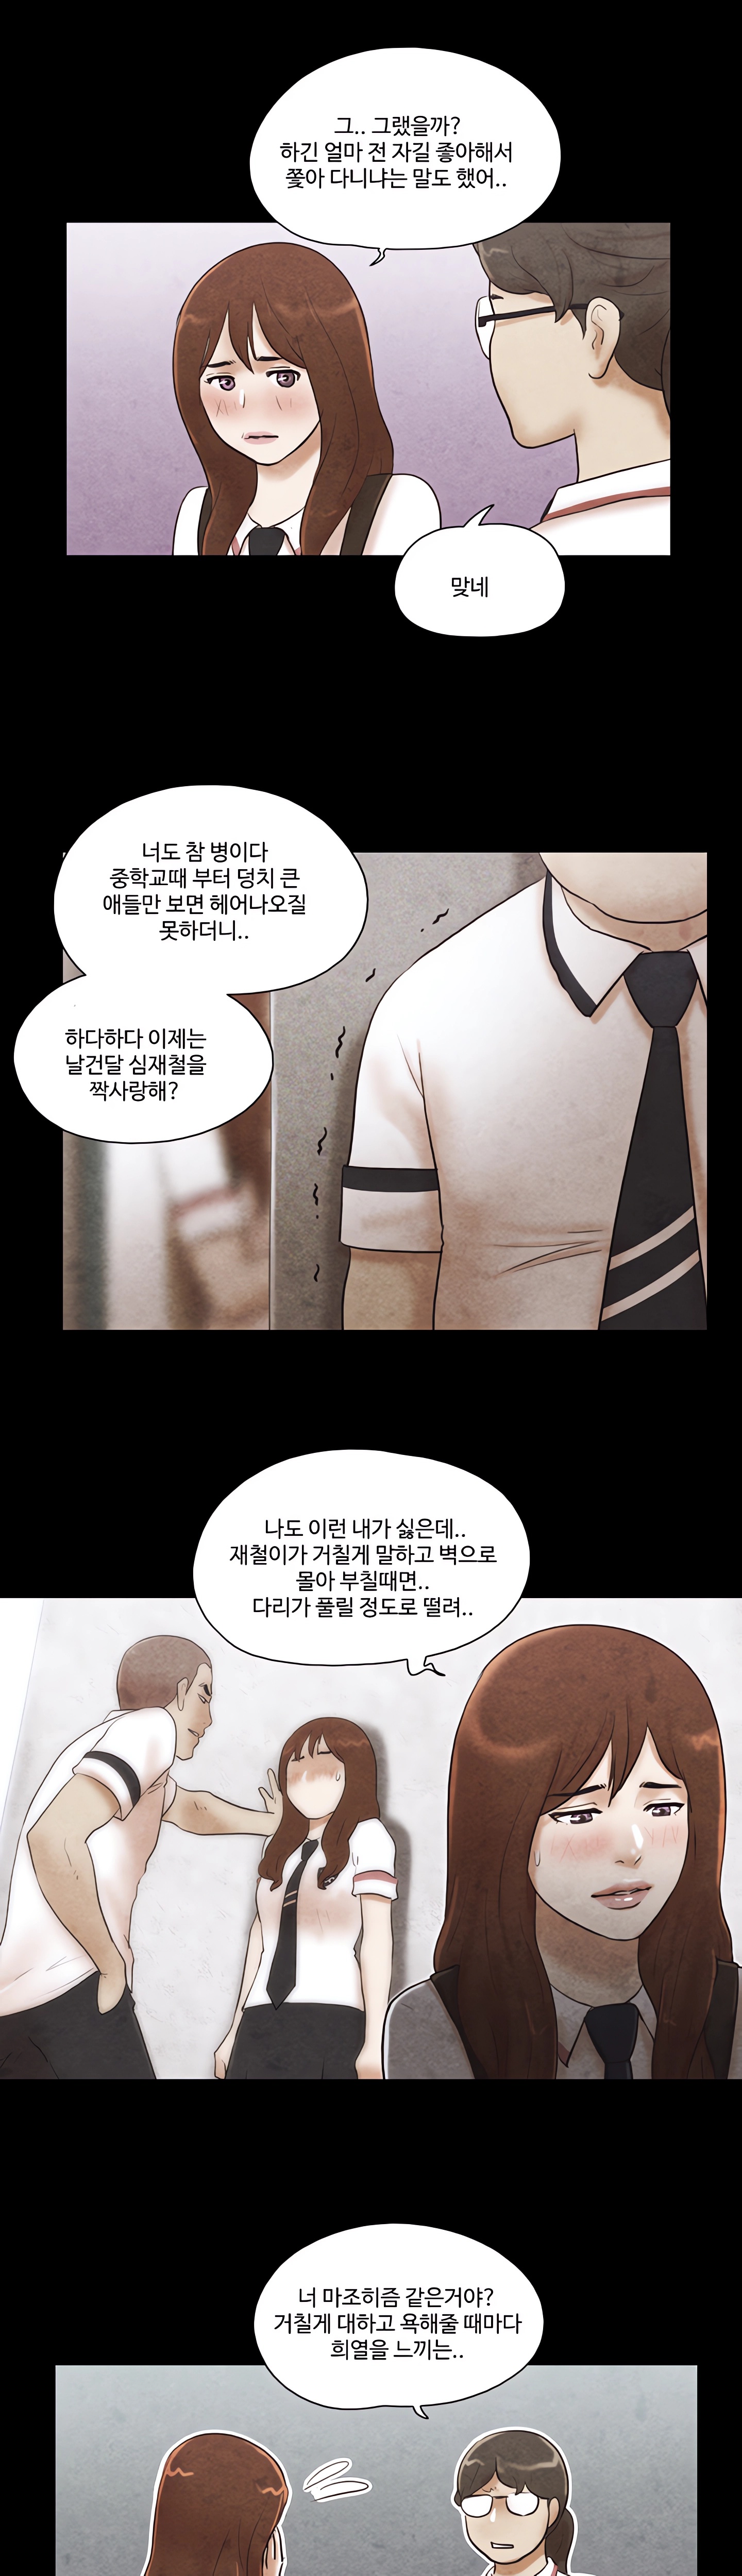 그.. 그랬을까?
하긴 얼마 전 자길 좋아해서
쫓아 다니냐는 말도 했어..
맞네
너도 참 병이다
중학교때 부터 덩치 큰
애들만 보면 헤어나오질
못하더니..
하다하다 이제는
날건달 심재철을
짝사랑해?
나도 이런 내가 싫은데..
재철이가 거칠게 말하고 벽으로
몰아 부칠때면..
다리가 풀릴 정도로 떨려..
너 마조히즘 같은거야?
거칠게 대하고 욕해줄 때마다
희열을 느끼는..